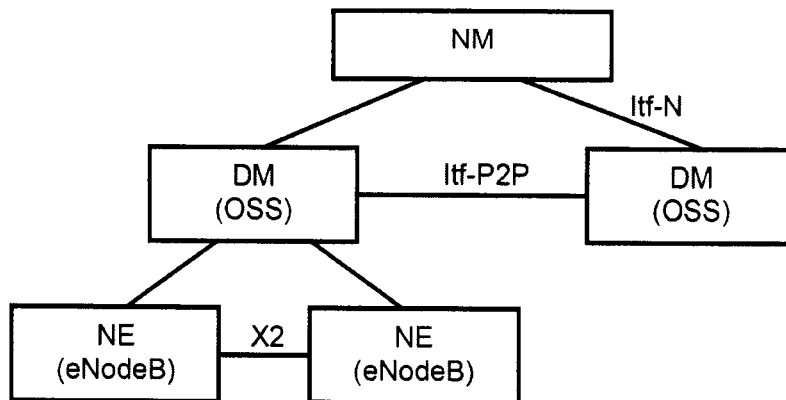 NM
Itf-N
DM
(OSS)
Itf-P2P
DM
(OSS)
NE
(eNodeB)
X2
NE
(eNodeB)